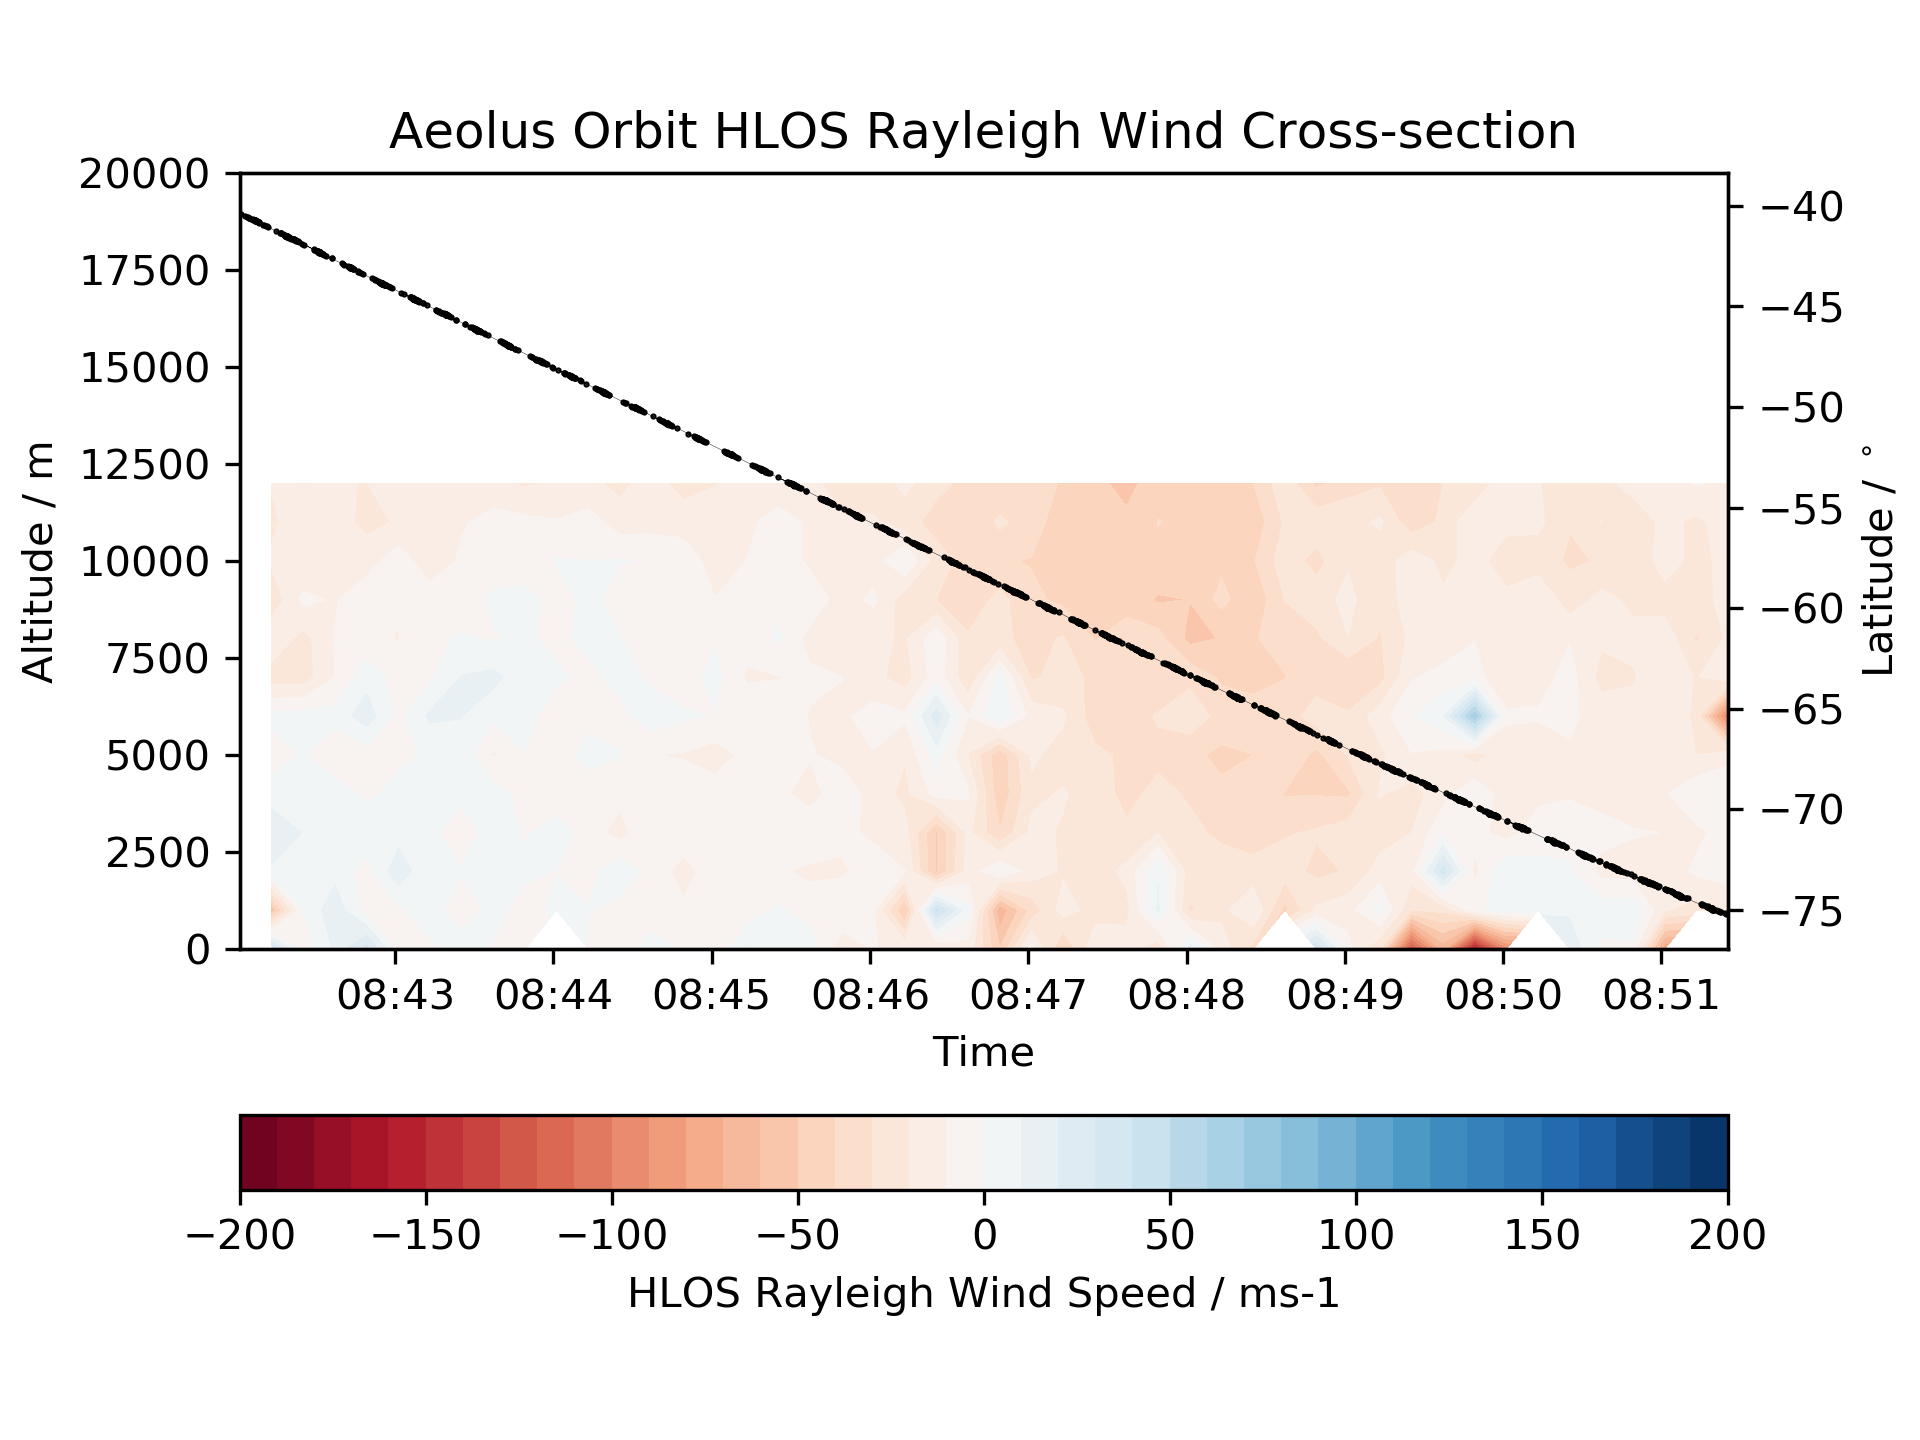 Aeolus Orbit HLOS Rayleigh Wind Cross-section
20000
17500
15000
12500
10000
7500
5000
2500
0
Altitude / m
−40
−45
−50
−55
−60
−65
−70
−75
Latitude / °
08:43 08:44 08:45 08:46 08:47 08:48 08:49 08:50 08:51
Time
−200 −150 −100 −50 0 50 100 150 200
HLOS Rayleigh Wind Speed / ms-1